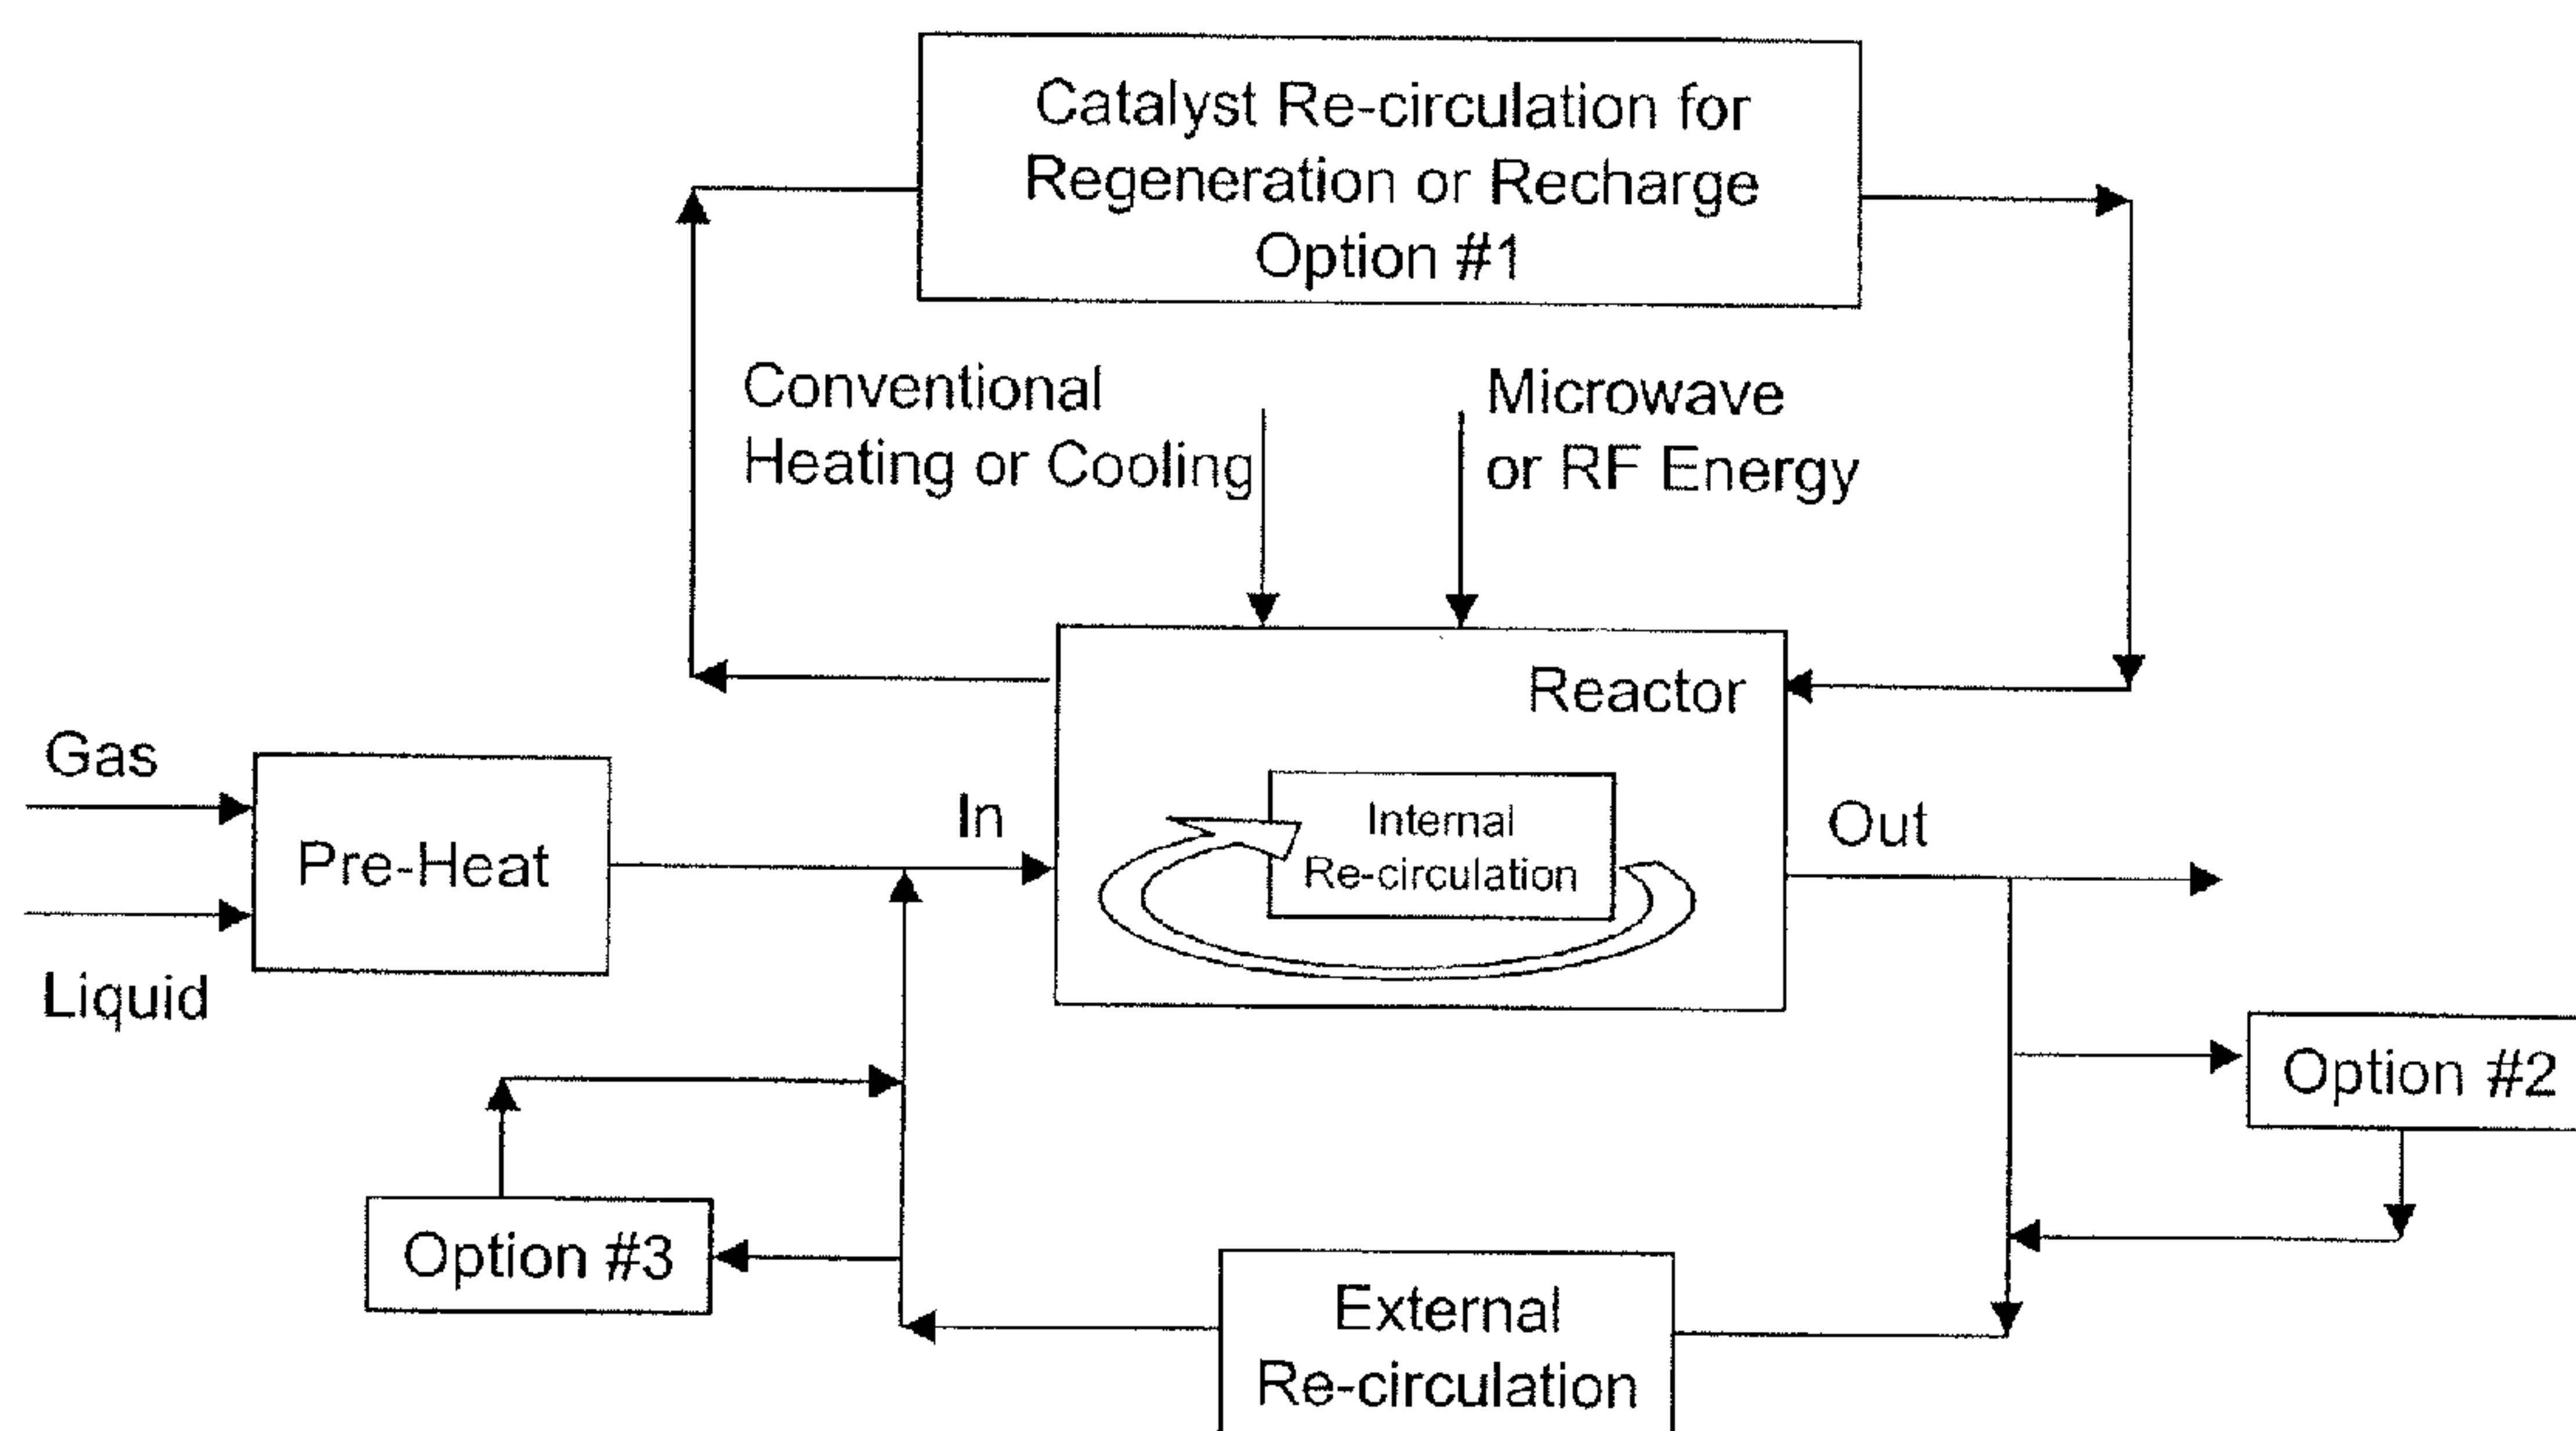 Catalyst Re-circulation for
Regeneration or Recharge
Option #1
Conventional
Heating or Cooling
Microwave
or RF Energy
Reactor
Gas
Liquid
Pre-Heat
In
Internal
Re-circulation
Out
Option #2
Option #3
External
Re-circulation